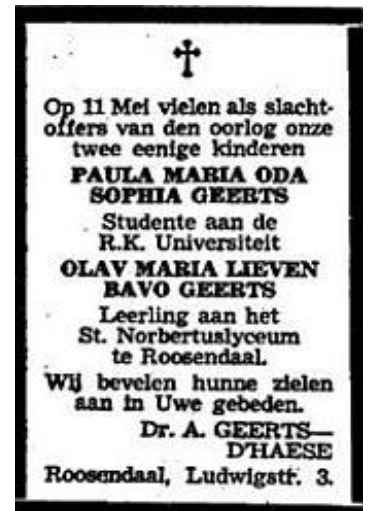 Op 11 Mei vielen als slacht-
offers van den oorlog onze
twee eenige kinderen
PAULA MARIA ODA
SOPHIA GEERTS
Studente aan de
R.K. Universiteit
OLAV MARIA LIEVEN
BAVO GEERTS
Leerling aan het
St. Norbertuslyceum
te Roosendaal.
Wij bevelen hunne zielen
aan in Uwe gebeden.
Dr. A. GEERTS—
D'HAESE
Roosendaal, Ludwigstr. 3.